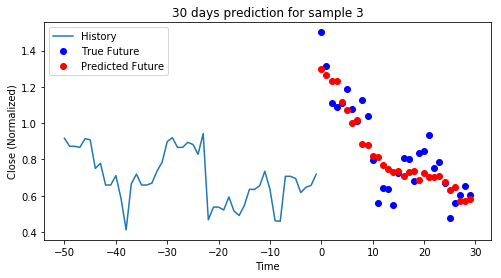 30 days prediction for sample 3
History
True Future
Predicted Future
Close (Normalized)
1.4
1.2
1.0
0.8
0.6
0.4
−50 −40 −30 −20 −10 0 10 20 30
Time